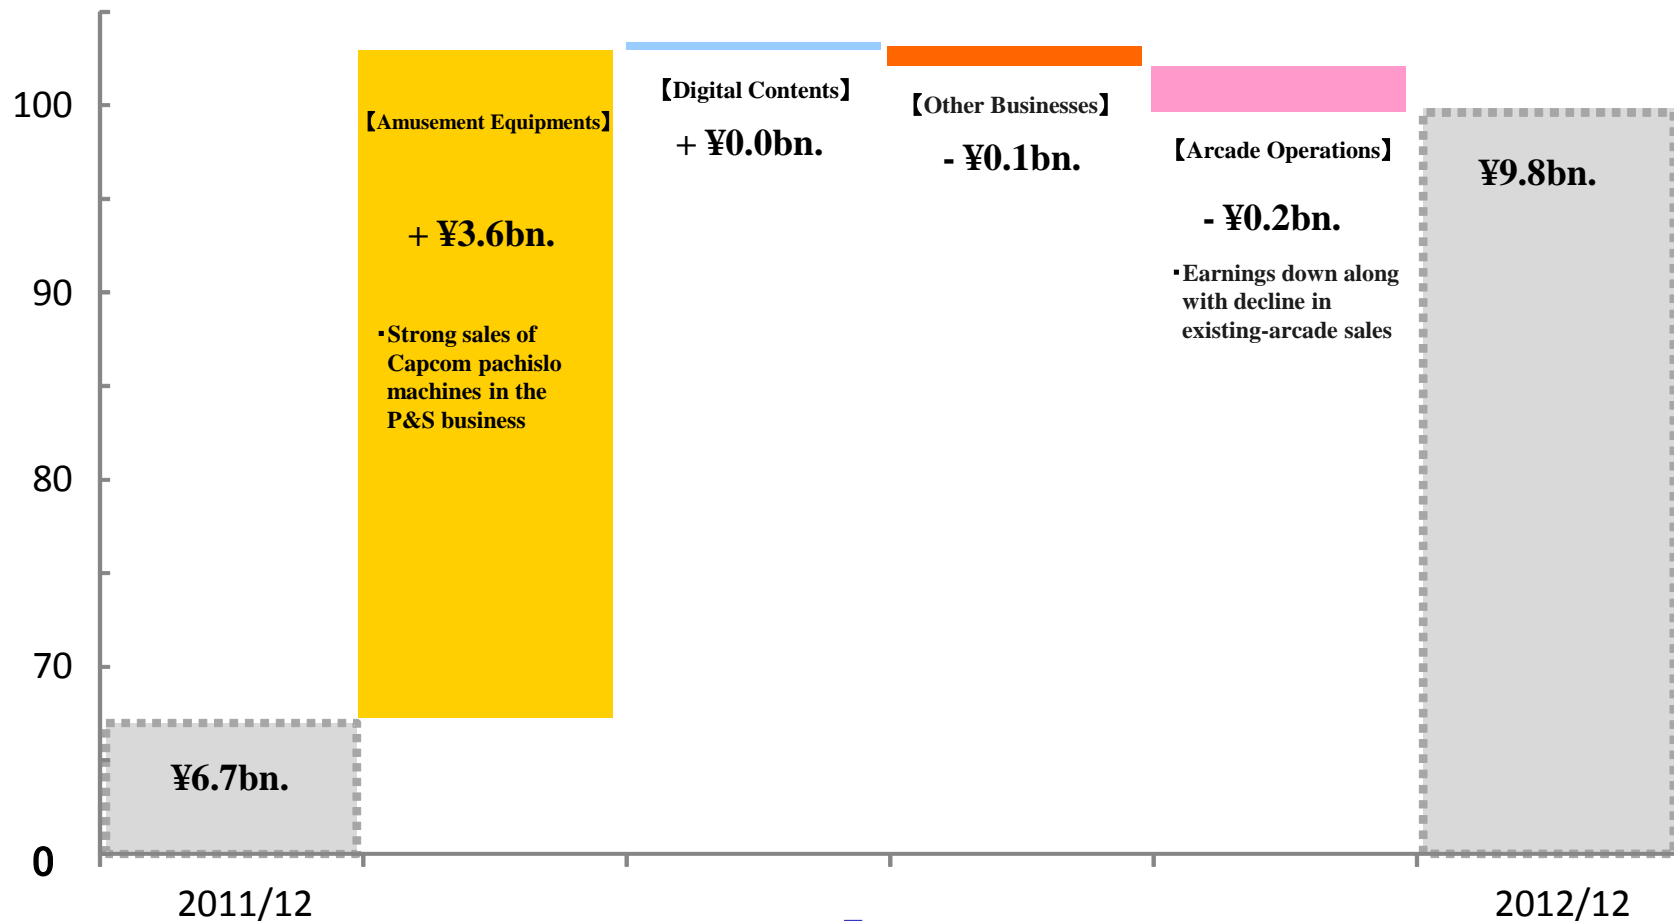 100
90
80
70
0
【Amusement Equipments】
+ ¥3.6bn.
▪Strong sales of
Capcom pachislo
machines in the
P&S business
【Digital Contents】
+ ¥0.0bn.
【Other Businesses】
- ¥0.1bn.
【Arcade Operations】
- ¥0.2bn.
▪Earnings down along
with decline in
existing-arcade sales
¥9.8bn.
¥6.7bn.
2011/12
2012/12